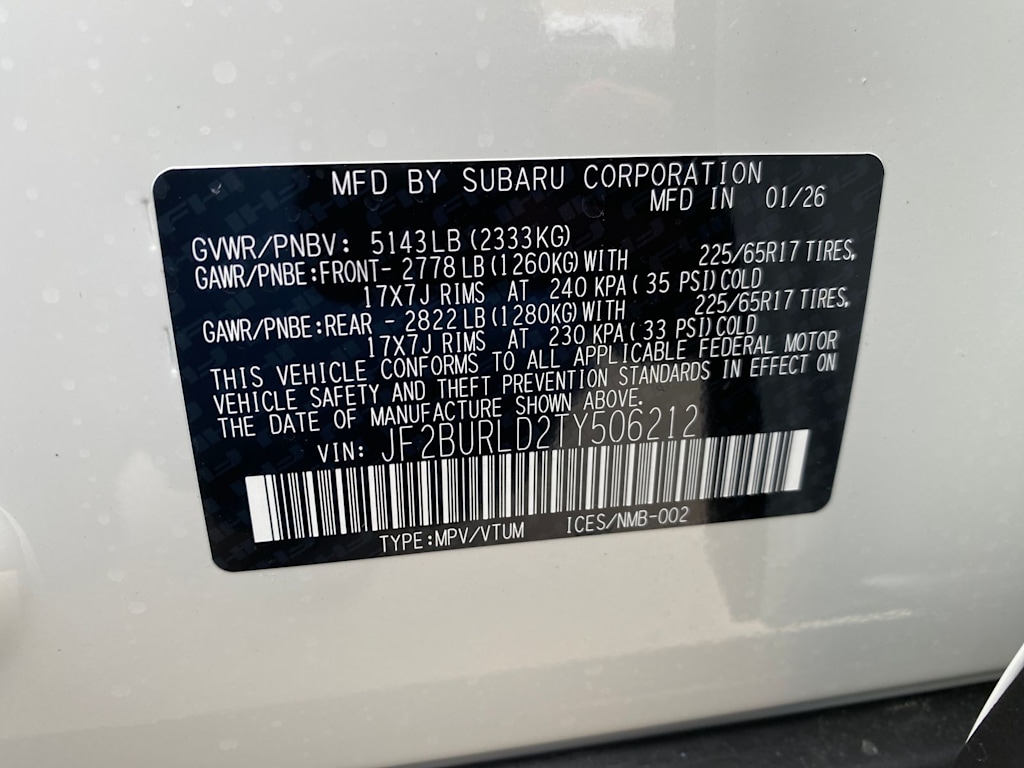 MFD BY SUBARU CORPORATION
MFD IN 01/26
GVWR/PNBV: 5143LB(2333KG)
GAWR/PNBE:FRONT- 2778LB(1260KG)WITH 225/65R17 TIRES,
17X7J RIMS AT 240 KPA( 35 PSI)COLD
GAWR/PNBE:REAR - 2822LB(1280KG)WITH 225/65R17 TIRES,
17X7J RIMS AT 230 KPA( 33 PSI)COLD
THIS VEHICLE CONFORMS TO ALL APPLICABLE FEDERAL MOTOR
VEHICLE SAFETY AND THEFT PREVENTION STANDARDS IN EFFECT ON
THE DATE OF MANUFACTURE SHOWN ABOVE.
VIN: JF2BURLD2TY506212
TYPE:MPV/VTUM ICES/NMB-002